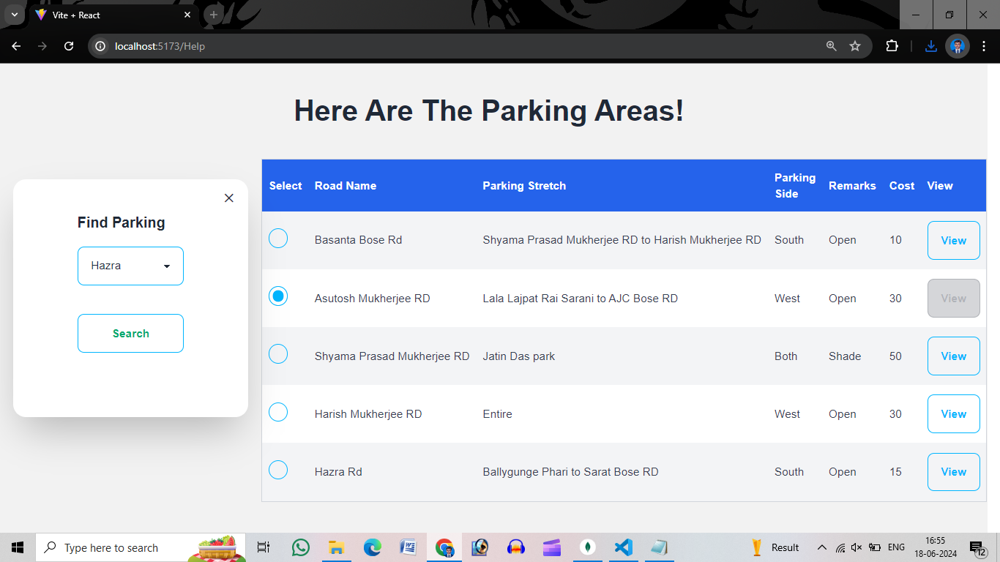 Vite + React
localhost:5173/Help
Here Are The Parking Areas!
Find Parking
Hazra
Search
Select Road Name Parking Stretch Parking Side Remarks Cost View
Basanta Bose Rd Shyama Prasad Mukherjee RD to Harish Mukherjee RD South Open 10 View
Asutosh Mukherjee RD Lala Lajpat Rai Sarani to AJC Bose RD West Open 30 View
Shyama Prasad Mukherjee RD Jatin Das park Both Shade 50 View
Harish Mukherjee RD Entire West Open 30 View
Hazra Rd Ballygunge Phari to Sarat Bose RD South Open 15 View
Type here to search
Result
ENG
16:55
18-06-2024
12